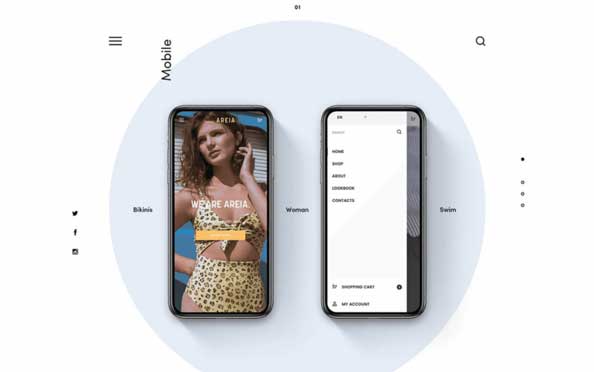 01
Mobile
AREIA
WE ARE AREIA.
EN
HOME
SHOP
ABOUT
LOOKBOOK
CONTACTS
SHOPPING CART
MY ACCOUNT
Bikinis
Woman
Swim